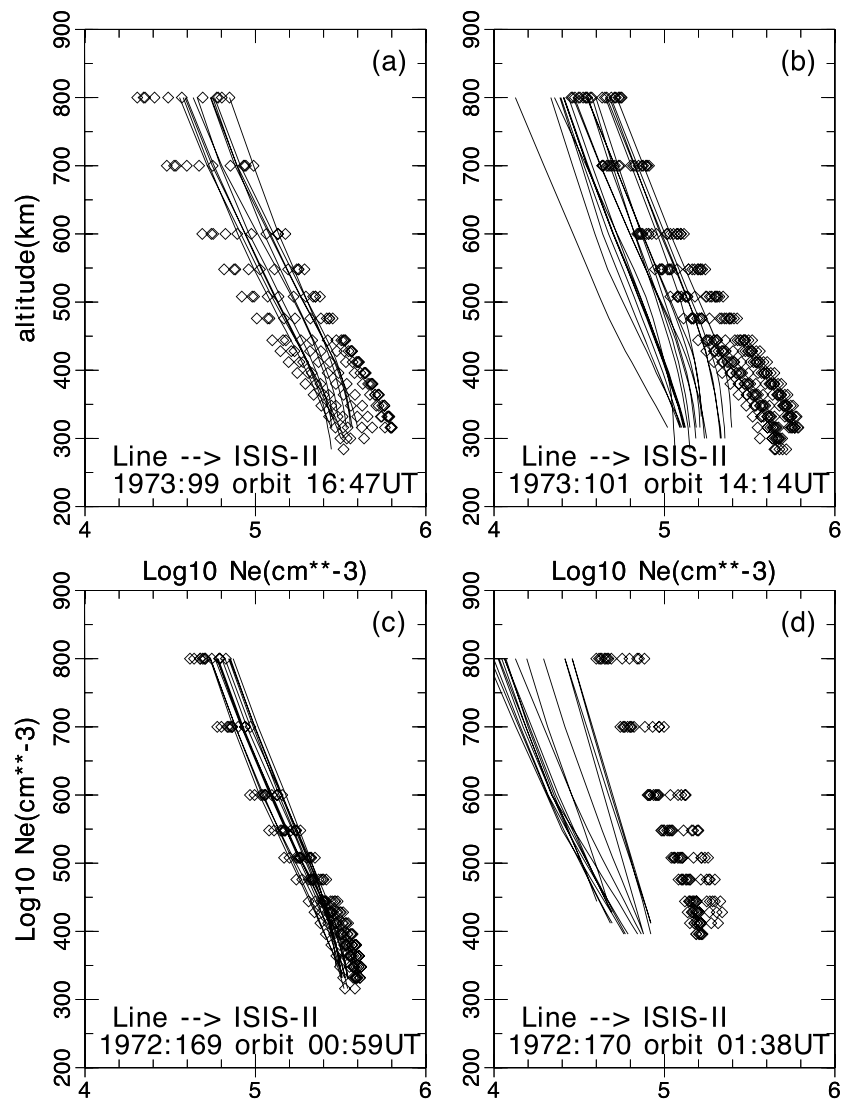 (a)
900
800
700
600
500
400
300
200
altitude(km)
Line --> ISIS-II
1973:99 orbit 16:47UT
4 5 6
Log10 Ne(cm**-3)
(b)
900
800
700
600
500
400
300
200
Line --> ISIS-II
1973:101 orbit 14:14UT
4 5 6
Log10 Ne(cm**-3)
(c)
900
800
700
600
500
400
300
200
Log10 Ne(cm**-3)
Line --> ISIS-II
1972:169 orbit 00:59UT
4 5 6
(d)
900
800
700
600
500
400
300
200
Line --> ISIS-II
1972:170 orbit 01:38UT
4 5 6